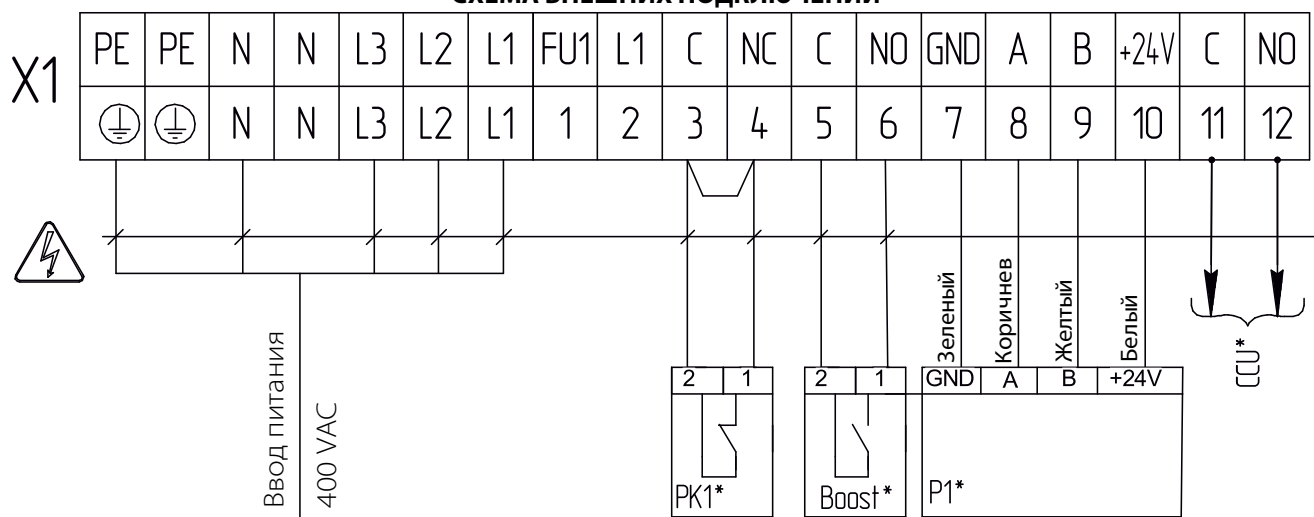 X1
PE PE N N L3 L2 L1 FU1 L1 C NC C NO GND A B +24V C NO
N N L3 L2 L1 1 2 3 4 5 6 7 8 9 10 11 12
Ввод питания
400 VAC
Зеленый
Коричнев
Желтый
Белый
CCU*
2 1
PK1*
2 1
Boost*
GND A B +24V
P1*